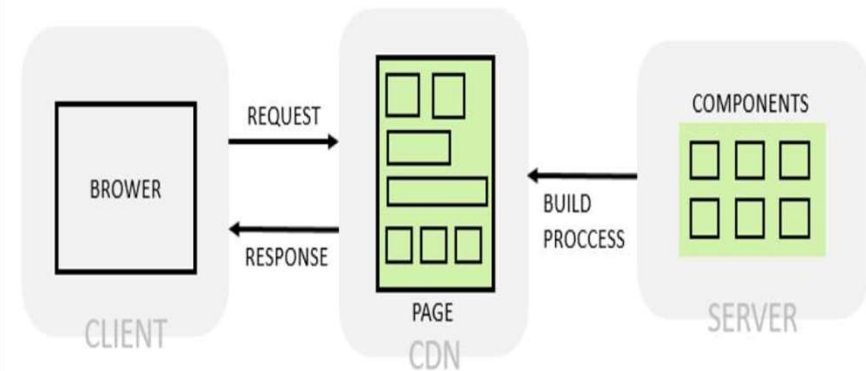 BROWER
CLIENT
REQUEST
RESPONSE
PAGE
CDN
BUILD
PROCCESS
COMPONENTS
SERVER